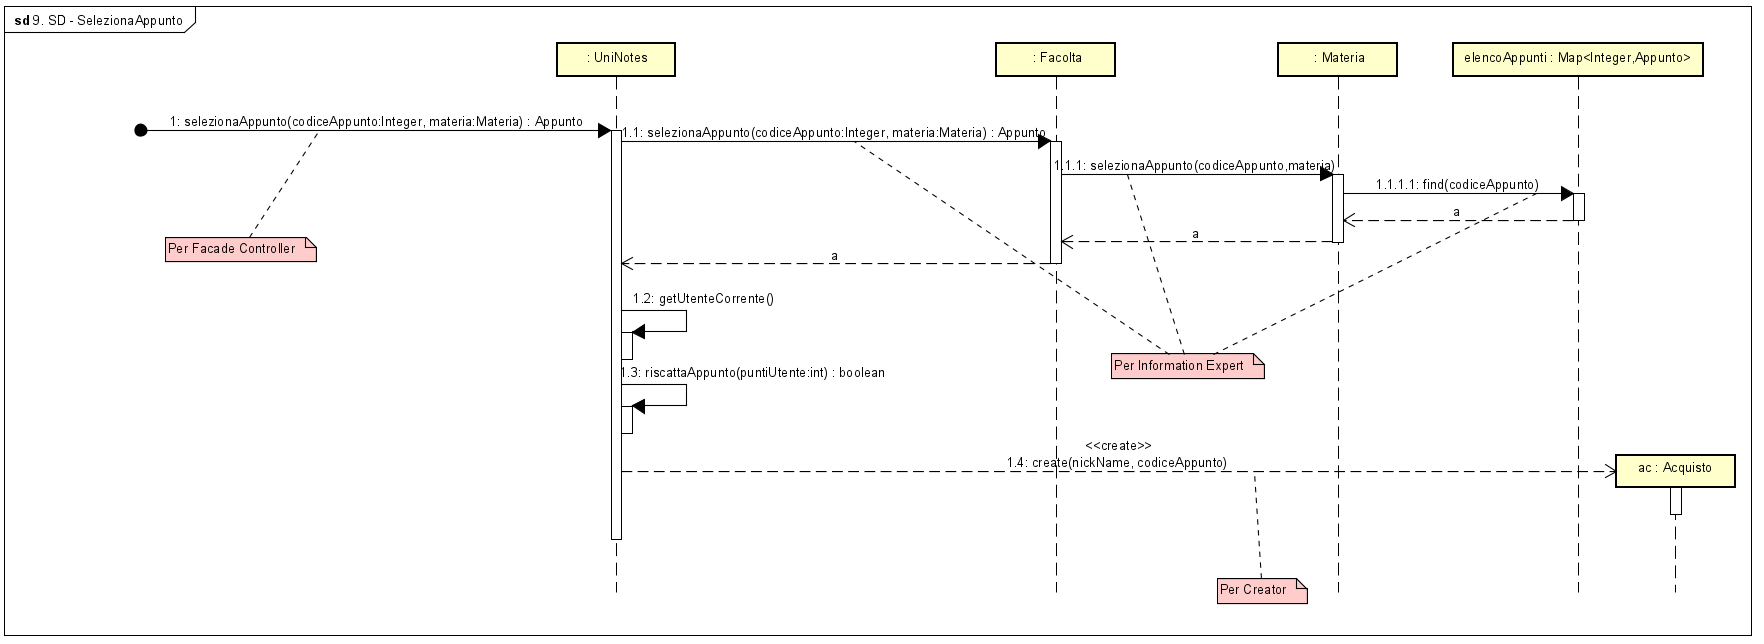 sd 9. SD - SelezionaAppunto
: UniNotes
: Facolta
: Materia
elencoAppunti : Map<Integer,Appunto>
1: selezionaAppunto(codiceAppunto:Integer, materia:Materia) : Appunto
1.1: selezionaAppunto(codiceAppunto:Integer, materia:Materia) : Appunto
1.1.1: selezionaAppunto(codiceAppunto,materia)
1.1.1.1: find(codiceAppunto)
a
a
a
Per Facade Controller
1.2: getUtenteCorrente()
Per Information Expert
1.3: riscattaAppunto(puntiUtente:int) : boolean
<<create>>
1.4: create(nickName, codiceAppunto)
ac : Acquisto
Per Creator